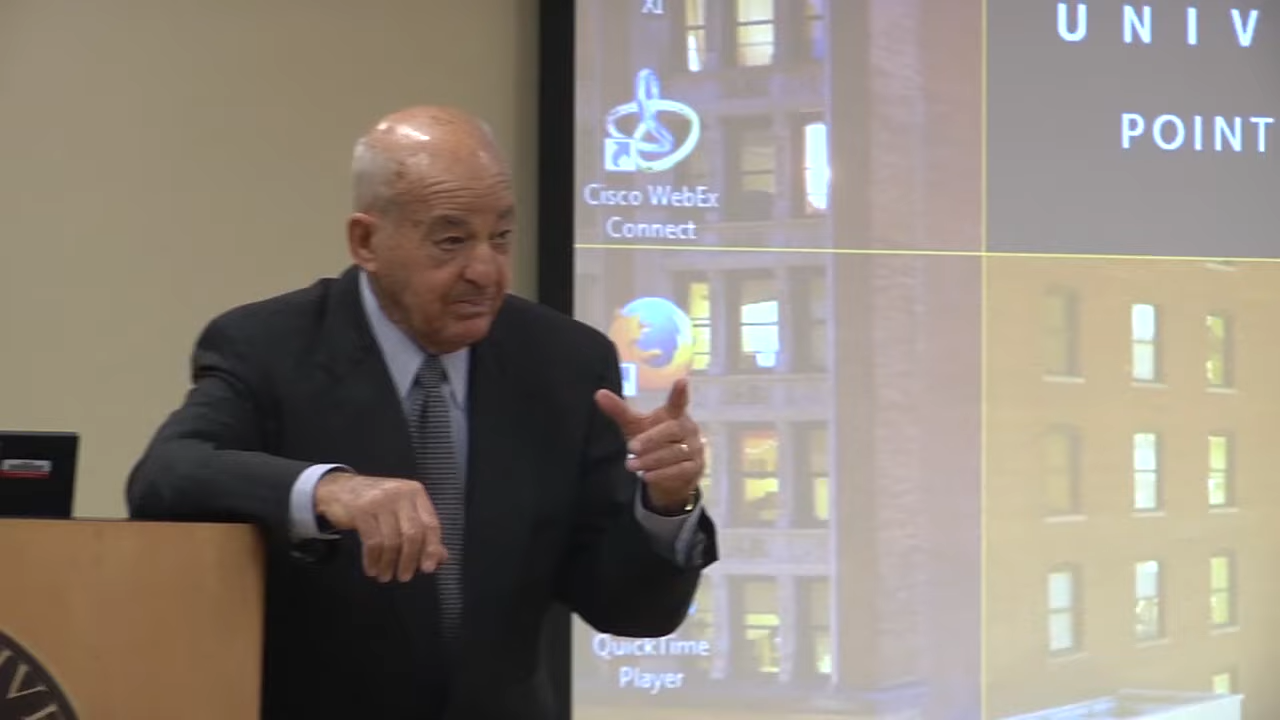 XI
U N I V
POINT
Cisco WebEx
Connect
QuickTime
Player